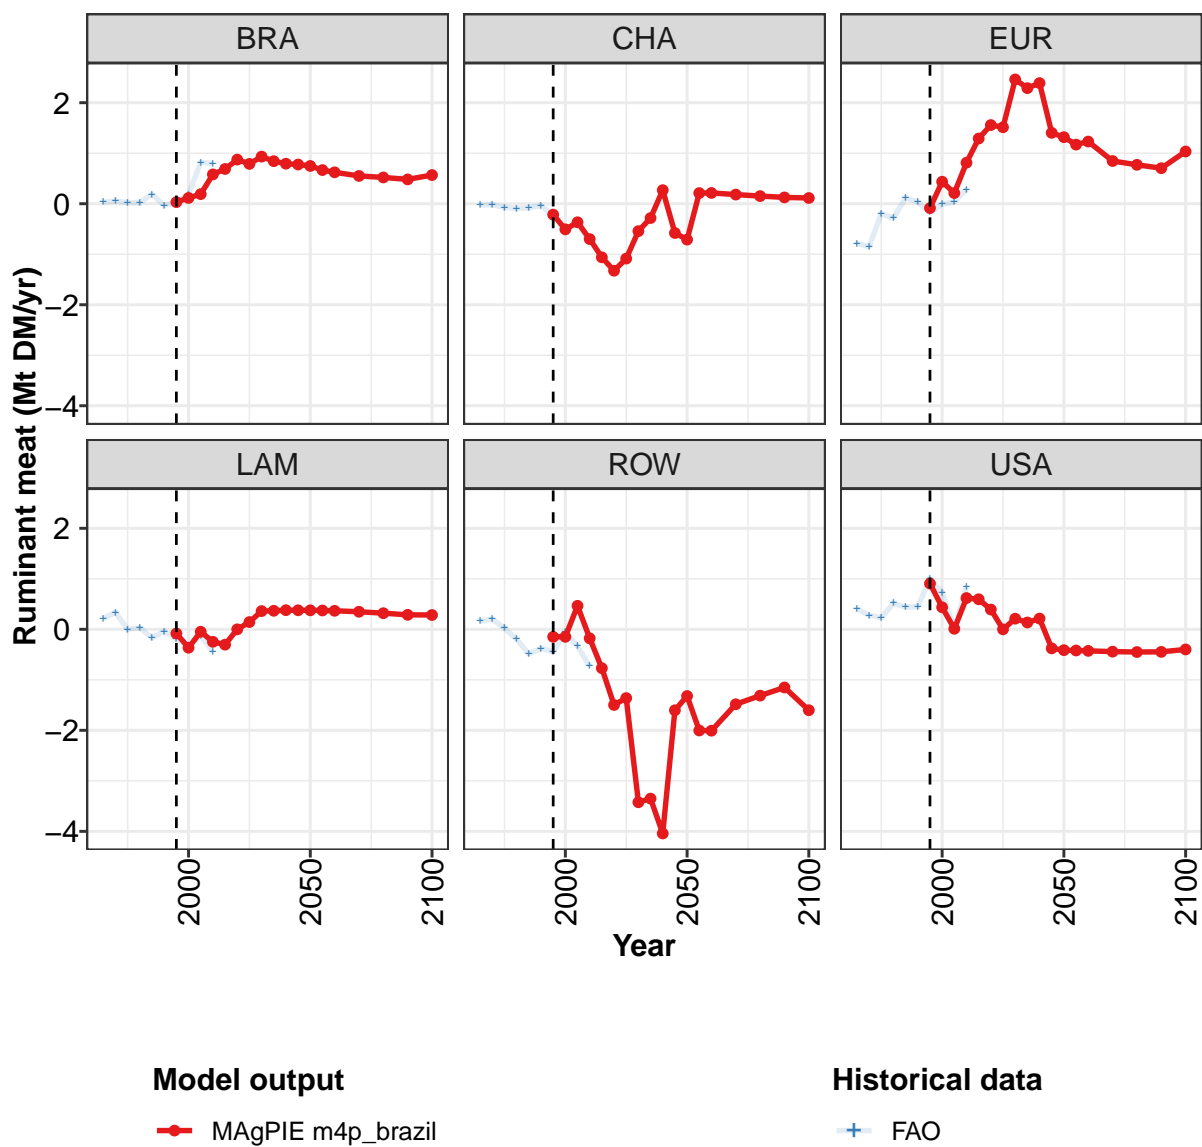 BRA CHA EUR
2
0
−2
−4
LAM ROW USA
2
0
−2
−4
Ruminant meat (Mt DM/yr)
2000 2050 2100 2000 2050 2100 2000 2050 2100
Year
Model output Historical data
MAgPIE m4p_brazil FAO